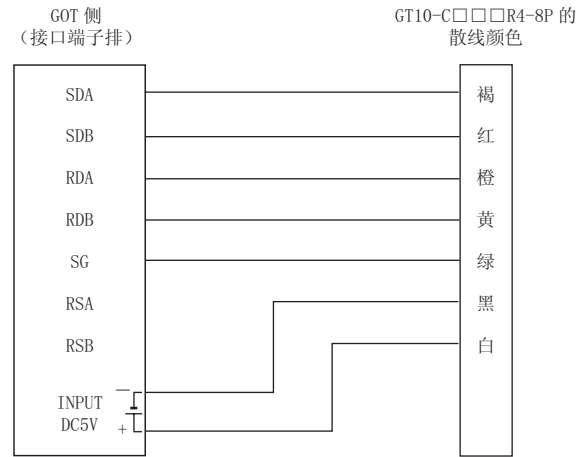 GOT 侧
（接口端子排）
GT10-C□□□R4-8P 的
散线颜色
SDA
褐
SDB
红
RDA
橙
RDB
黄
SG
绿
RSA
黑
RSB
白
INPUT －
DC5V +